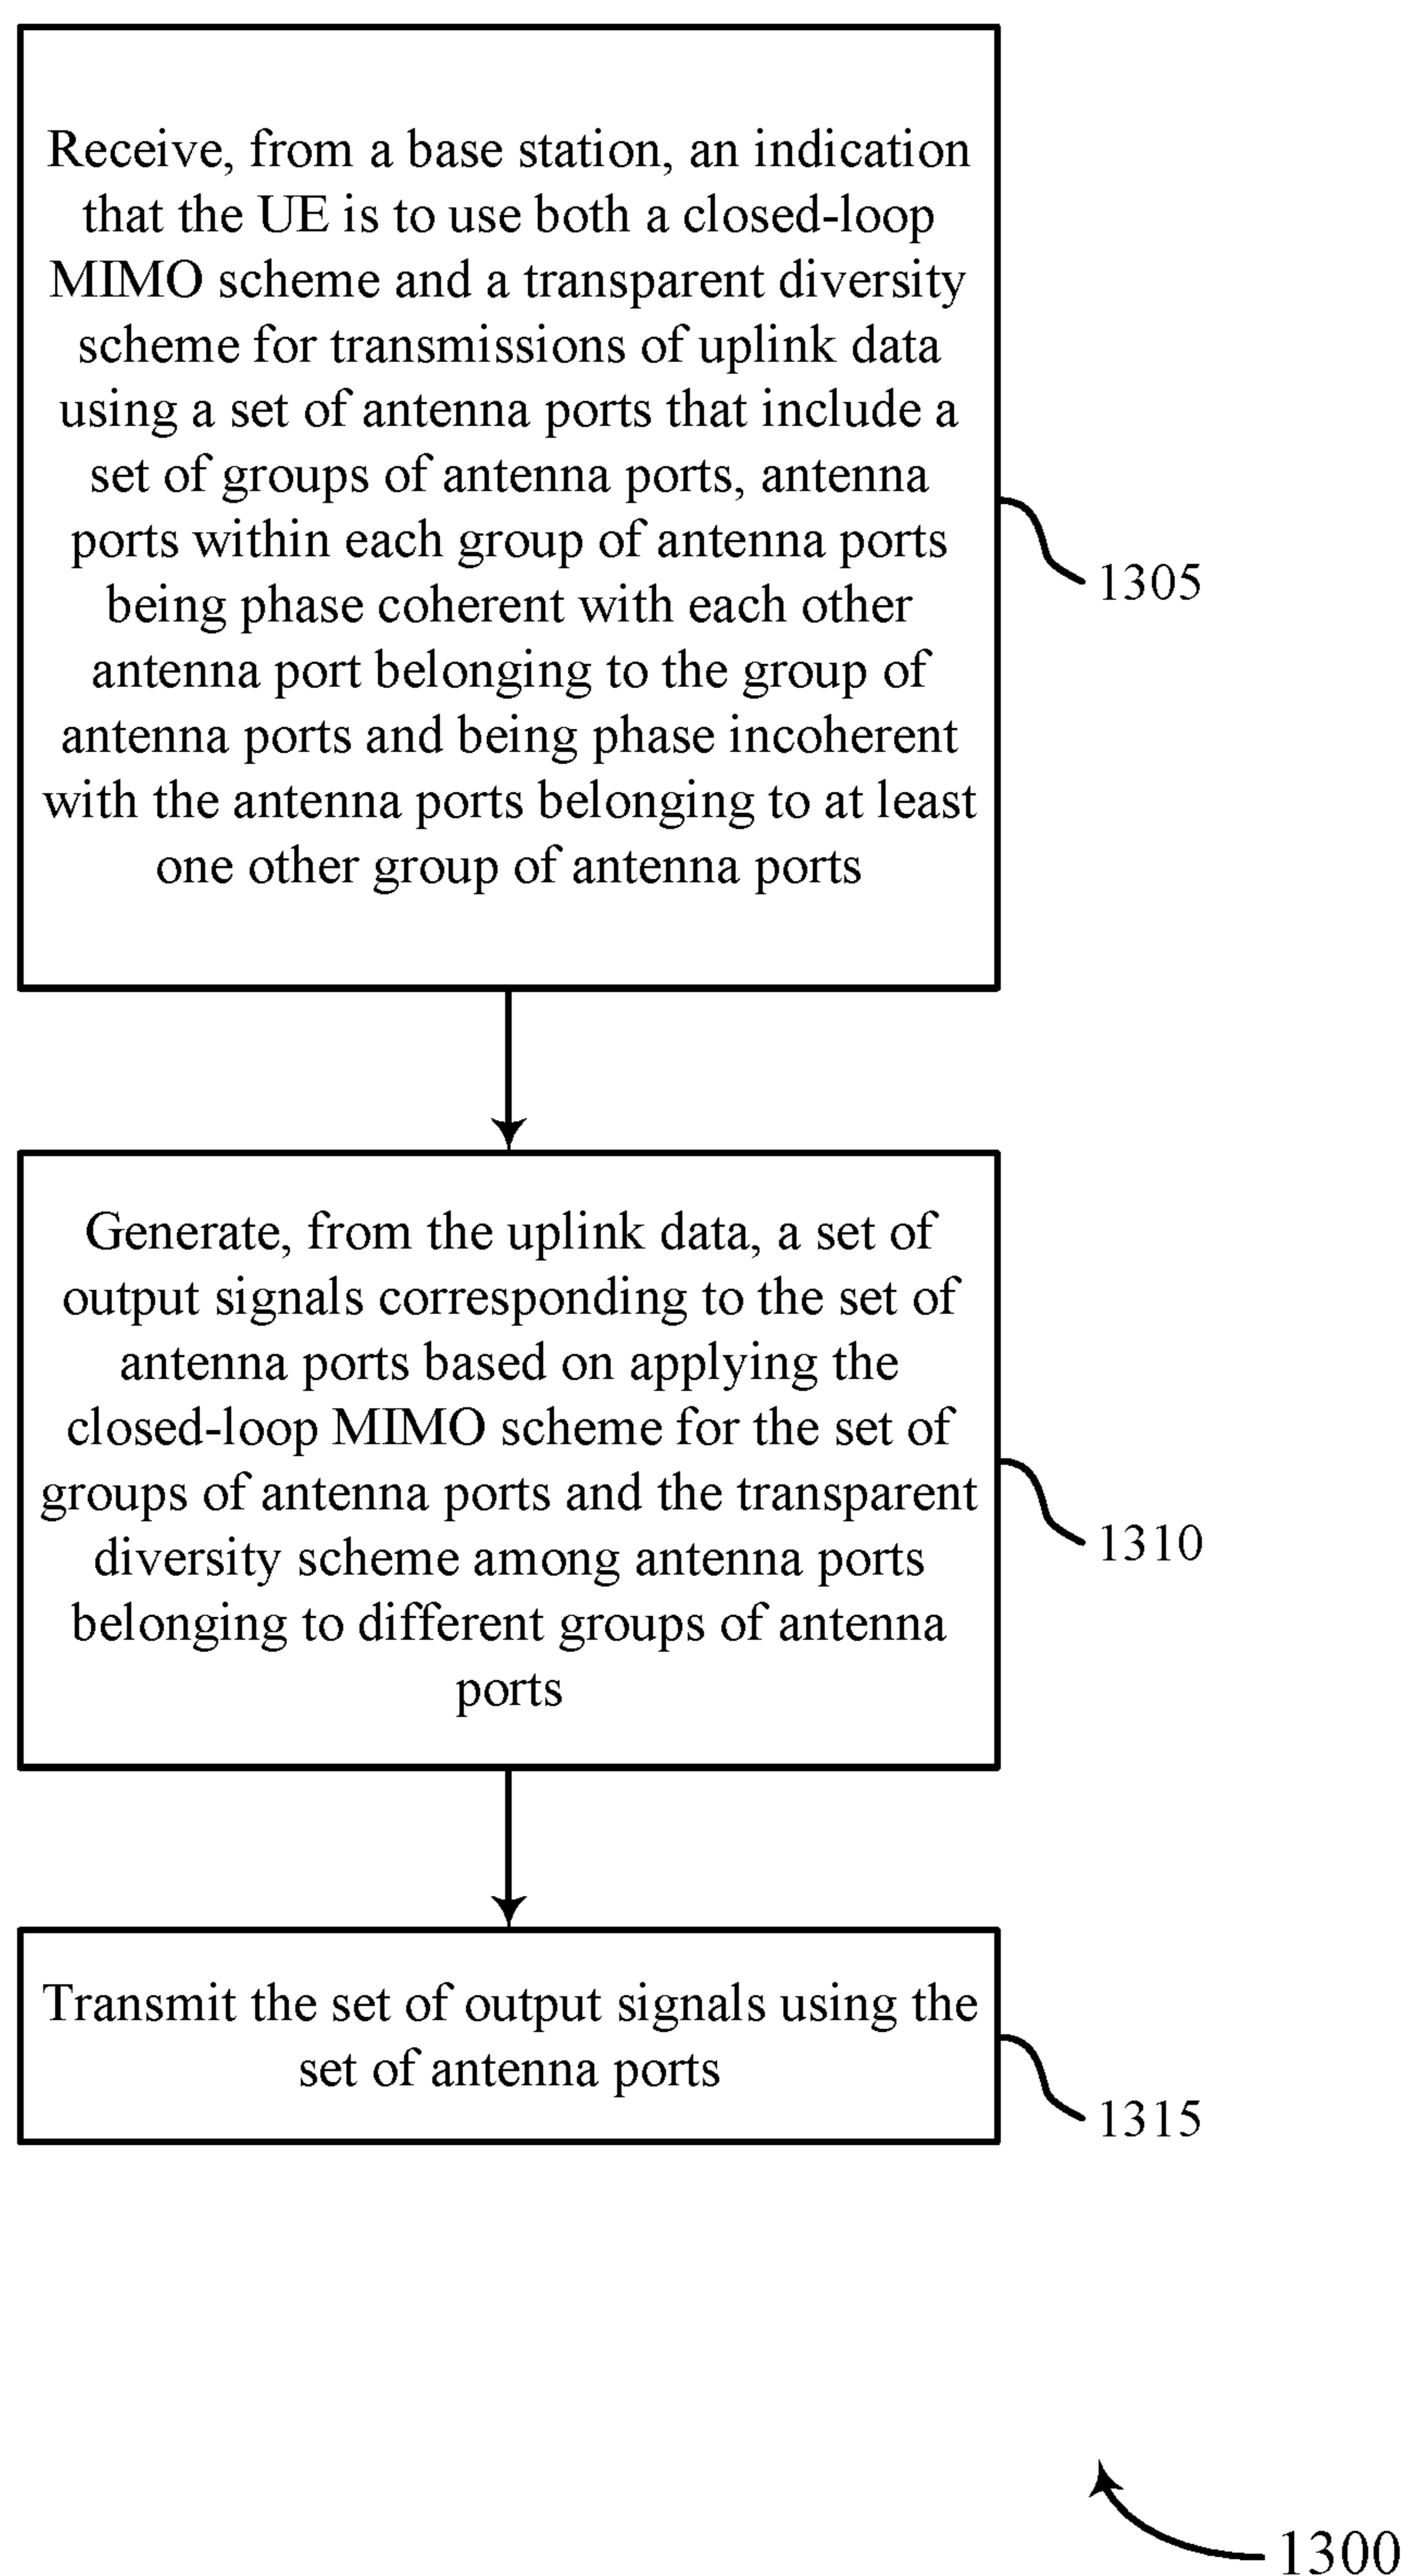 Receive, from a base station, an indication
that the UE is to use both a closed-loop
MIMO scheme and a transparent diversity
scheme for transmissions of uplink data
using a set of antenna ports that include a
set of groups of antenna ports, antenna
ports within each group of antenna ports
being phase coherent with each other
antenna port belonging to the group of
antenna ports and being phase incoherent
with the antenna ports belonging to at least
one other group of antenna ports
1305
Generate, from the uplink data, a set of
output signals corresponding to the set of
antenna ports based on applying the
closed-loop MIMO scheme for the set of
groups of antenna ports and the transparent
diversity scheme among antenna ports
belonging to different groups of antenna
ports
1310
Transmit the set of output signals using the
set of antenna ports
1315
1300